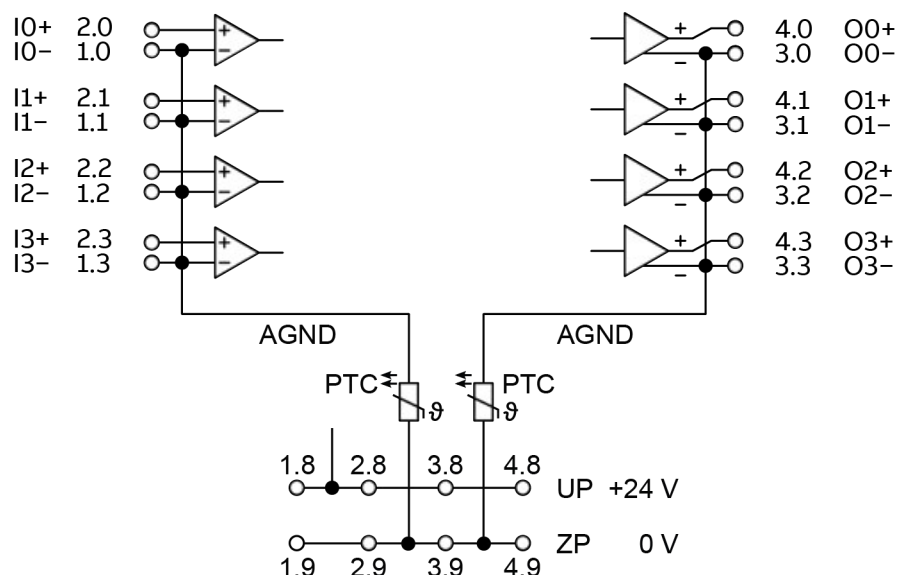 I0+ 2.0 + 4.0 O0+
I0− 1.0 − 3.0 O0−
I1+ 2.1 + 4.1 O1+
I1− 1.1 − 3.1 O1−
I2+ 2.2 + 4.2 O2+
I2− 1.2 − 3.2 O2−
I3+ 2.3 + 4.3 O3+
I3− 1.3 − 3.3 O3−
AGND AGND
PTC PTC
ϑ ϑ
1.8 2.8 3.8 4.8
UP +24 V
ZP 0 V
1.9 2.9 3.9 4.9